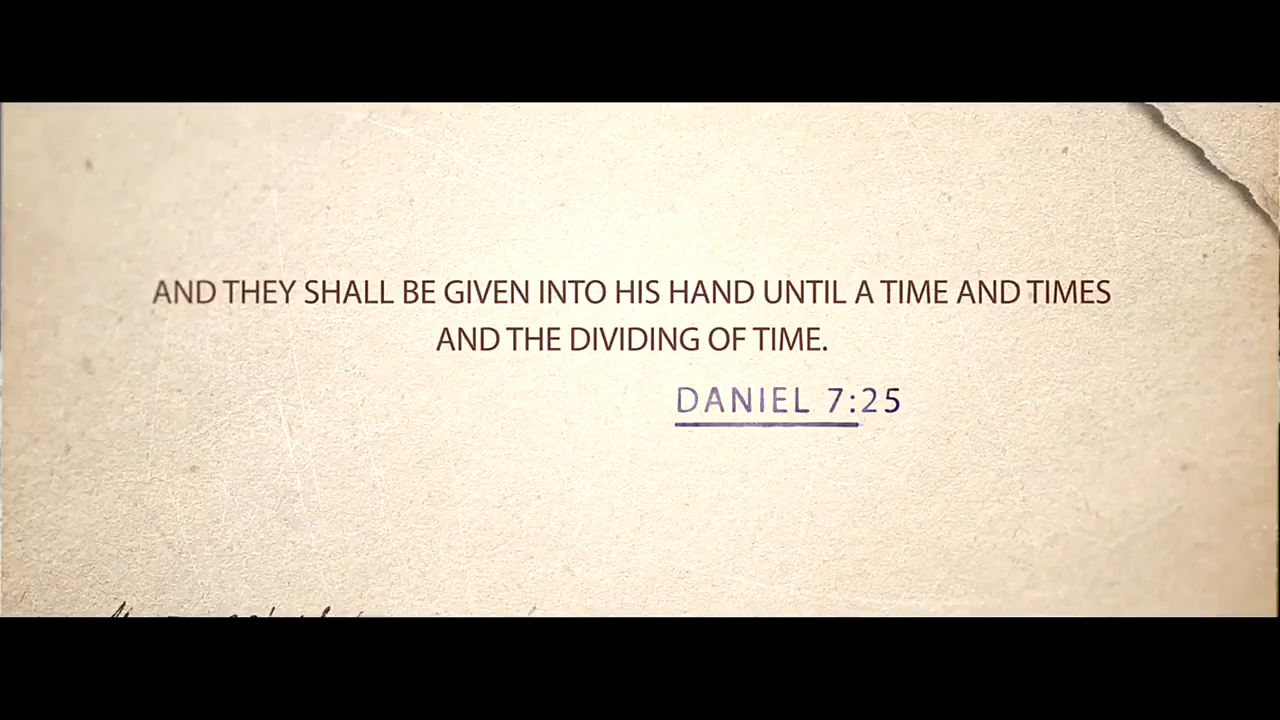 AND THEY SHALL BE GIVEN INTO HIS HAND UNTIL A TIME AND TIMES
AND THE DIVIDING OF TIME.
DANIEL 7:25